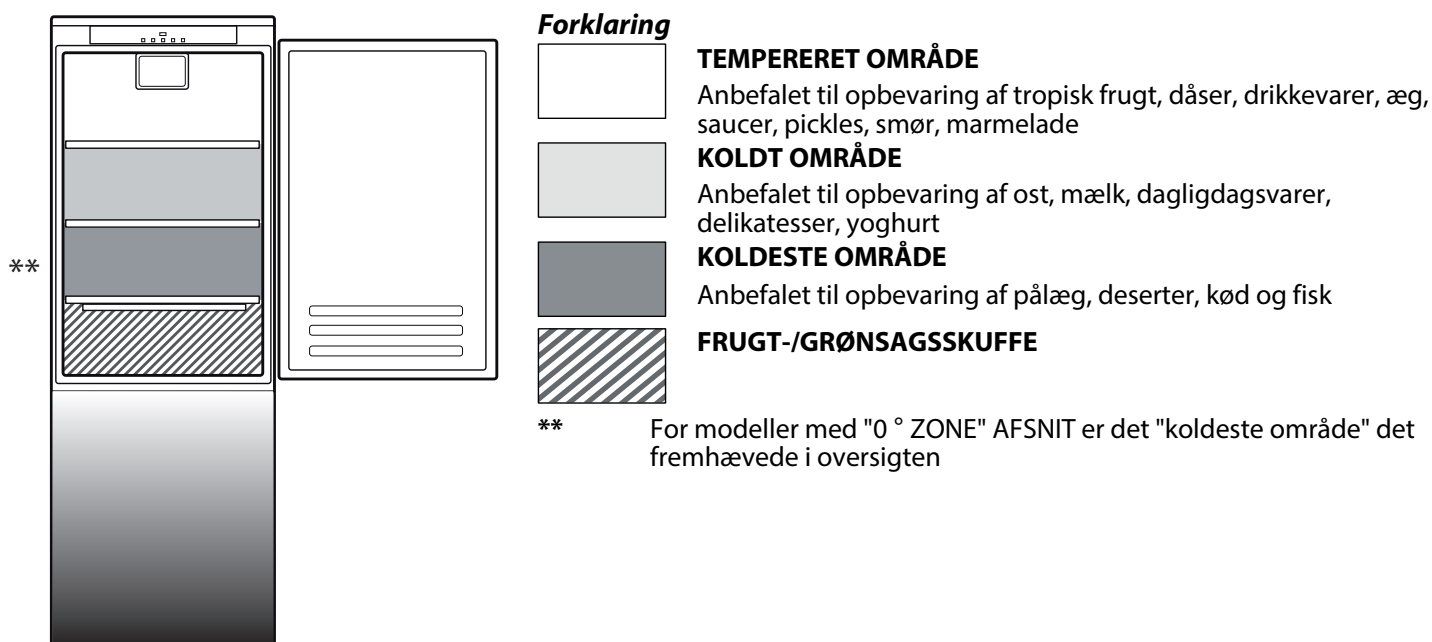 Forklaring
TEMPERERET OMRÅDE
Anbefalet til opbevaring af tropisk frugt, dåser, drikkevarer, æg,
saucer, pickles, smør, marmelade
KOLDT OMRÅDE
Anbefalet til opbevaring af ost, mælk, dagligdagsvarer,
delikatesser, yoghurt
KOLDESTE OMRÅDE
Anbefalet til opbevaring af pålæg, deserter, kød og fisk
FRUGT-/GRØNSAGSSKUFFE
**
** For modeller med "0 ° ZONE" AFSNIT er det "koldeste område" det
fremhævede i oversigten